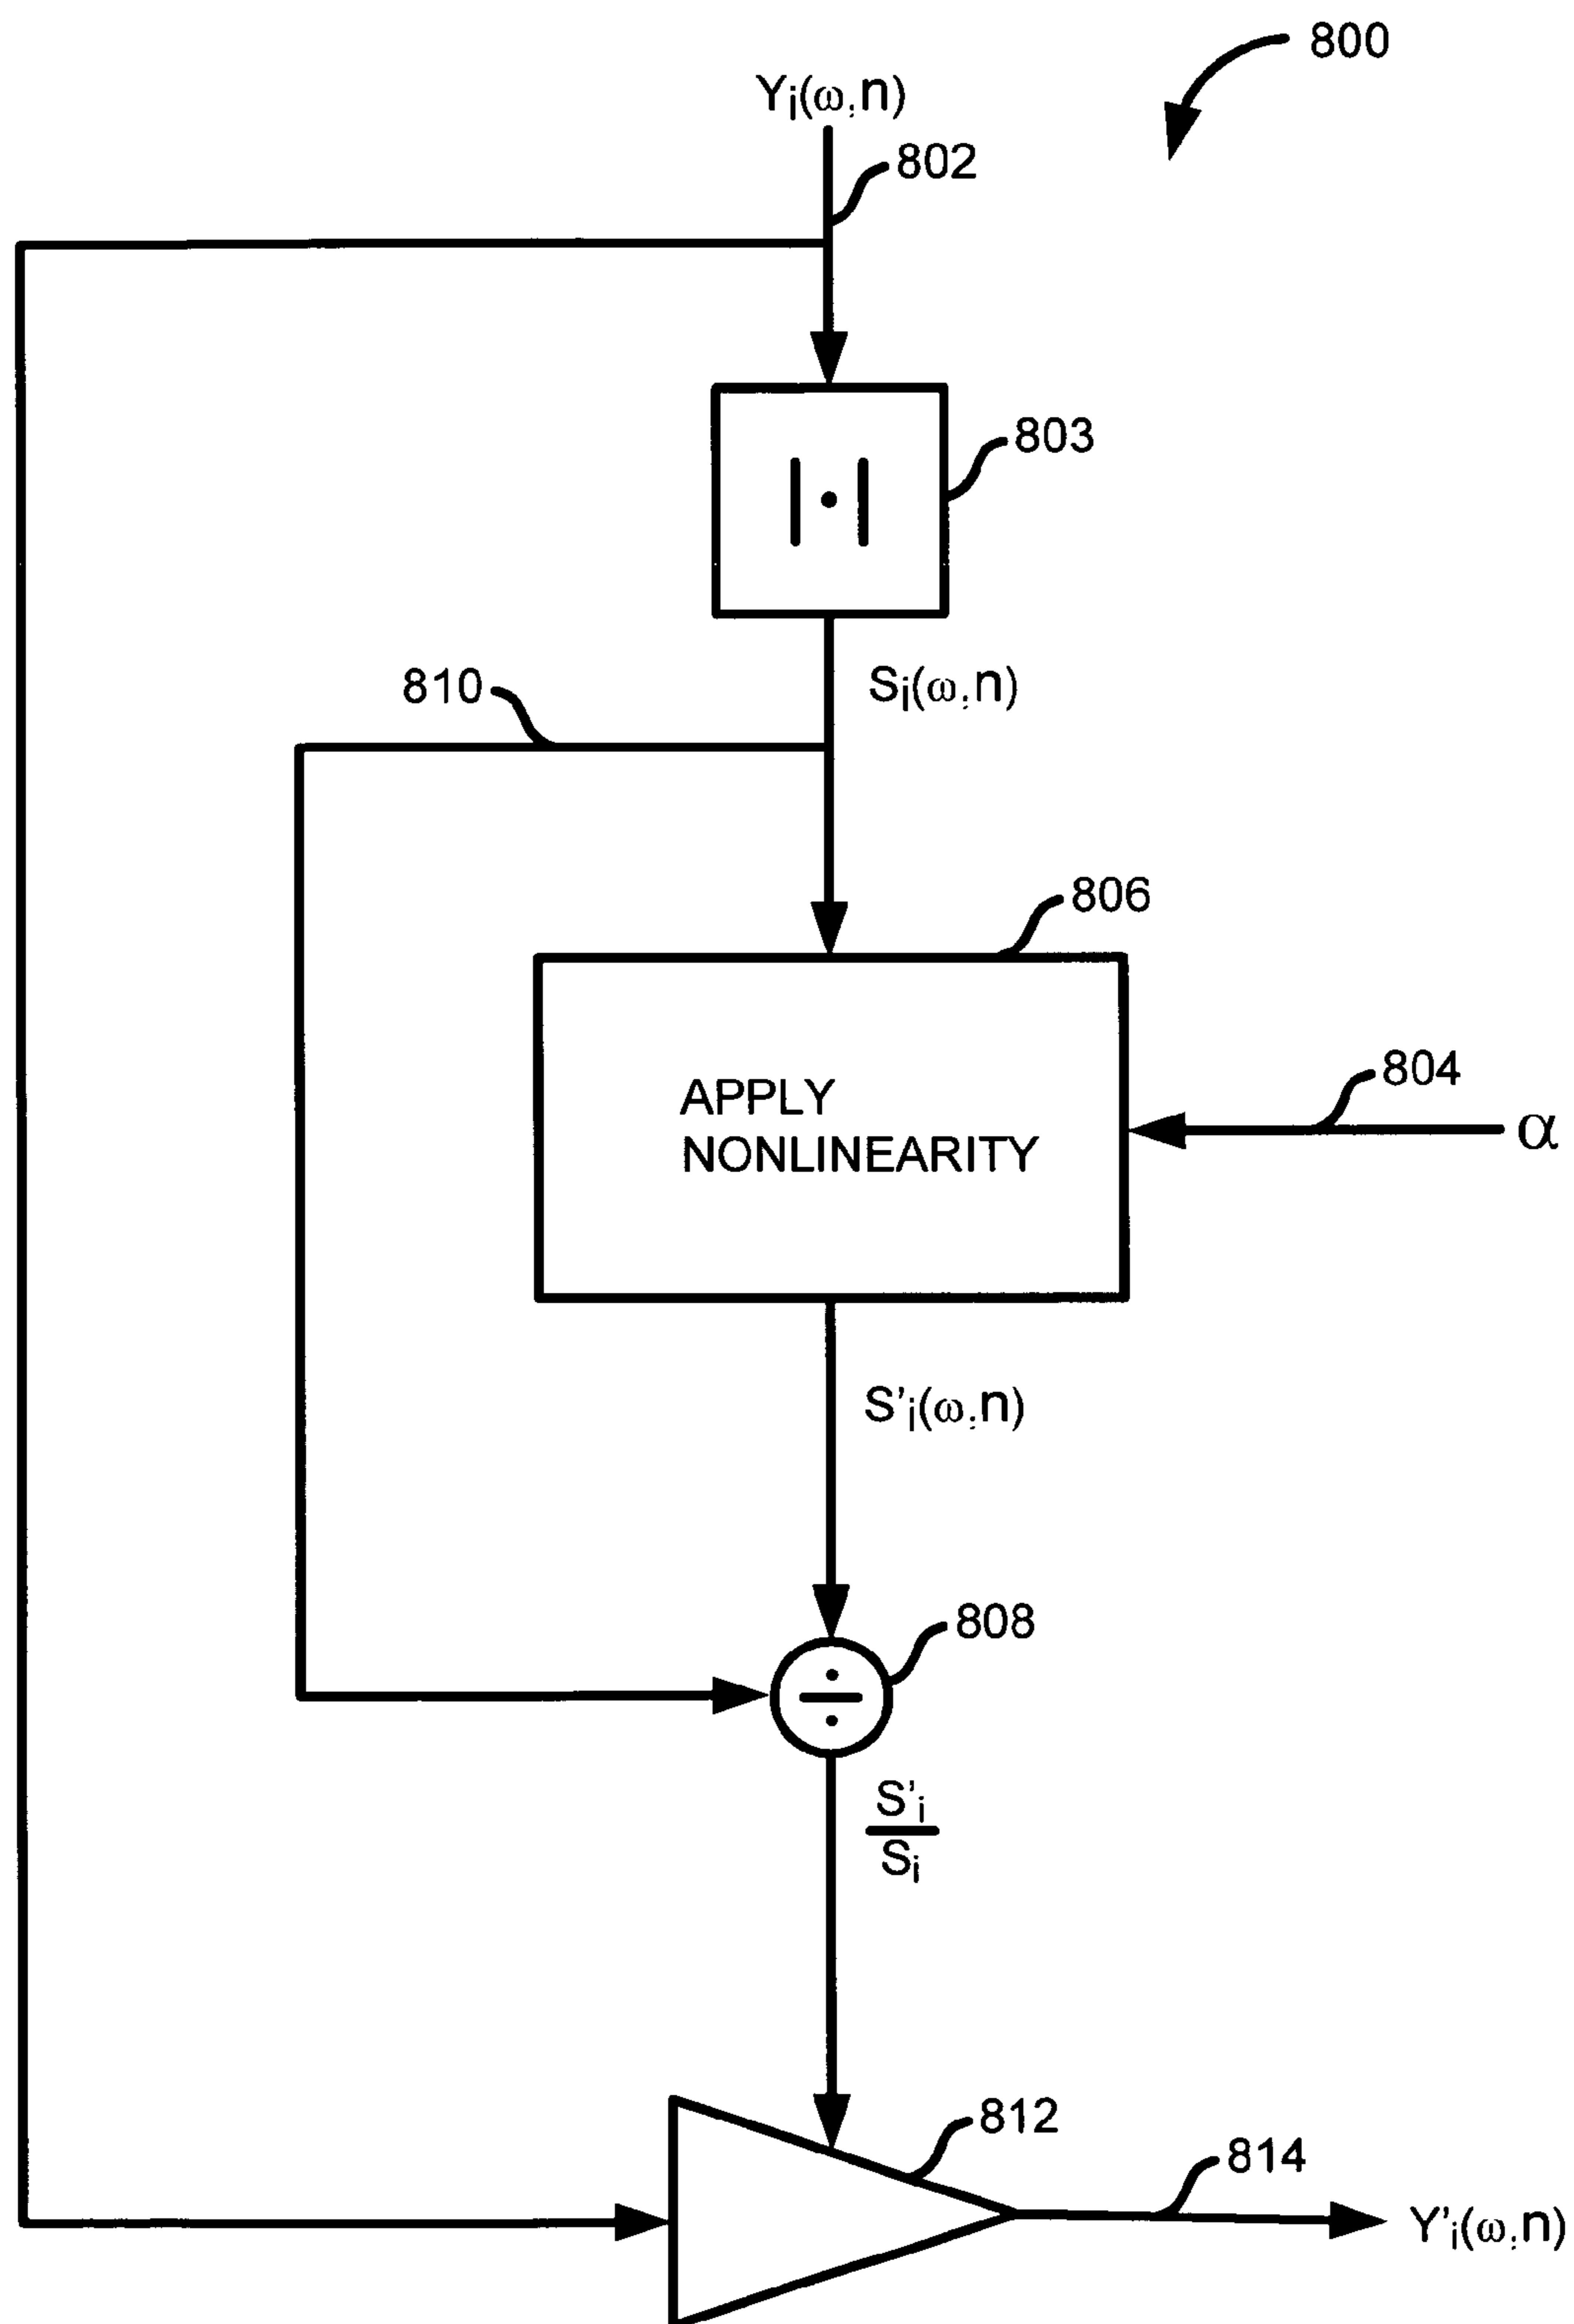 800
Yi(ω,n)
802
803
|·|
810
Si(ω,n)
806
APPLY
NONLINEARITY
804
α
S'i(ω,n)
808
÷
S'i
Si
812
814
Y'i(ω,n)